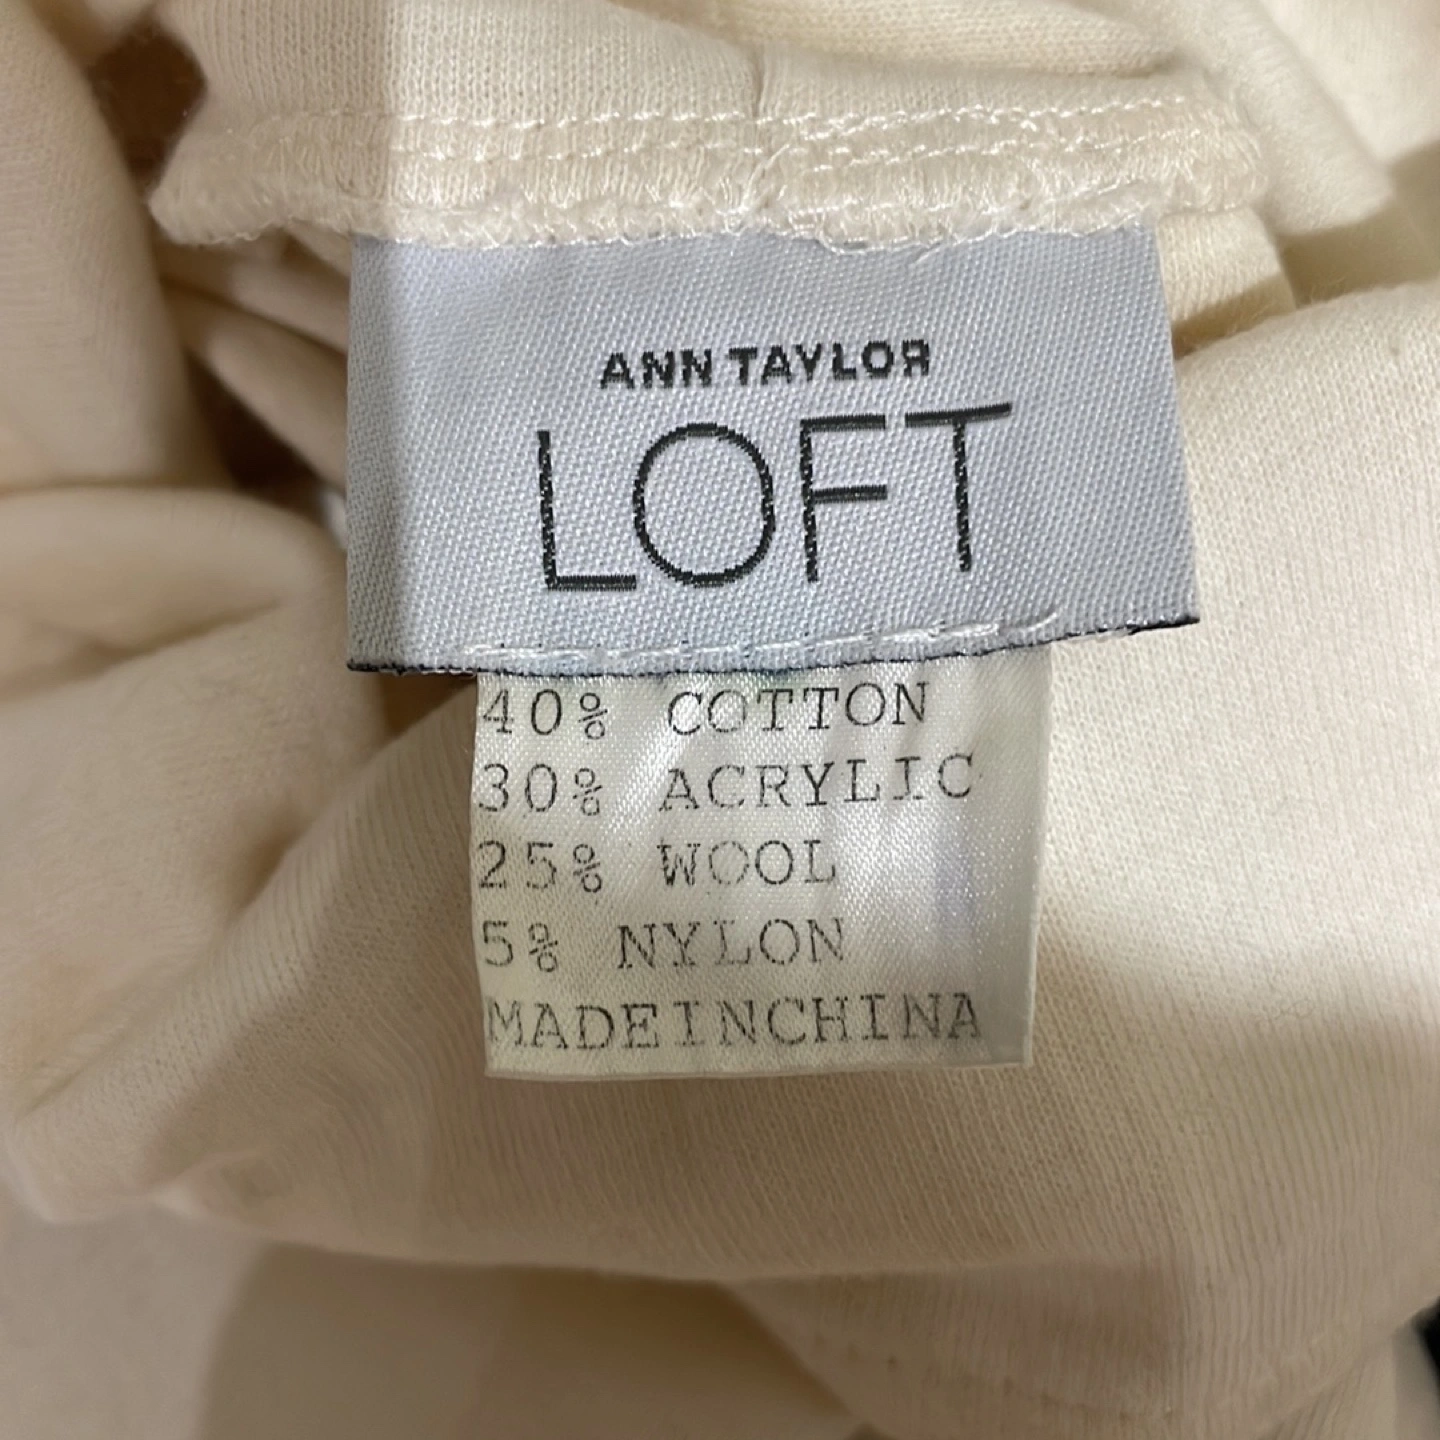 ANN TAYLOR
LOFT
40% COTTON
30% ACRYLIC
25% WOOL
5% NYLON
MADEINCHINA